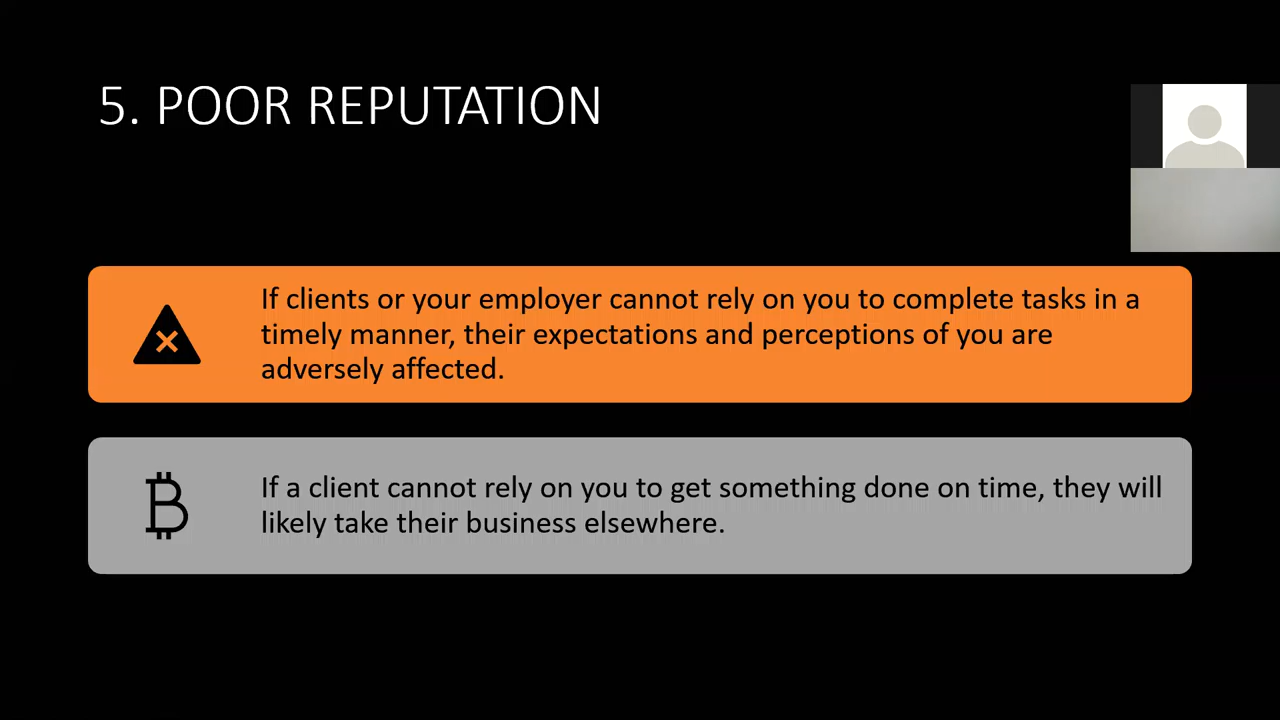 5. POOR REPUTATION
If clients or your employer cannot rely on you to complete tasks in a
timely manner, their expectations and perceptions of you are
adversely affected.
If a client cannot rely on you to get something done on time, they will
likely take their business elsewhere.